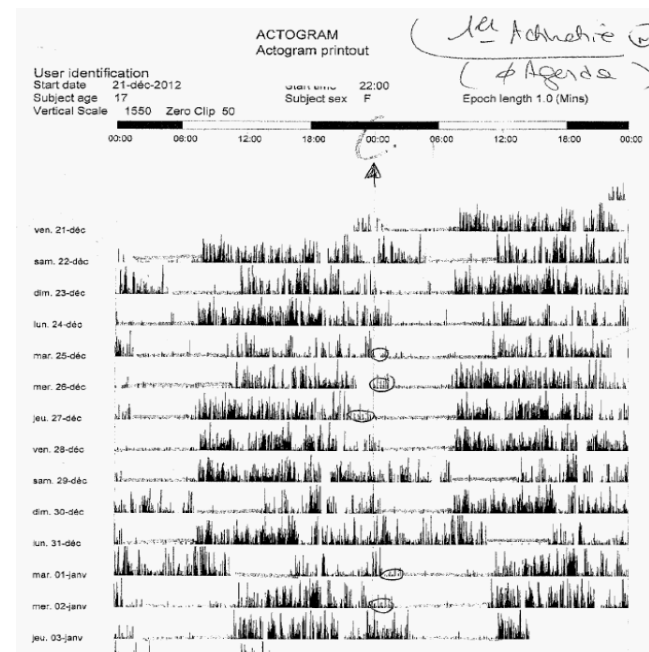 ACTOGRAM
Actogram printout
1ère Actimétrie
(φ Agenda)
User identification
Start date 21-déc-2012 Start time 22:00
Subject age 17 Subject sex F Epoch length 1.0 (Mins)
Vertical Scale 1550 Zero Clip 50
00:00 06:00 12:00 18:00 00:00 06:00 12:00 18:00 00:00
ven. 21-déc
sam. 22-déc
dim. 23-déc
lun. 24-déc
mar. 25-déc
mer. 26-déc
jeu. 27-déc
ven. 28-déc
sam. 29-déc
dim. 30-déc
lun. 31-déc
mar. 01-janv
mer. 02-janv
jeu. 03-janv